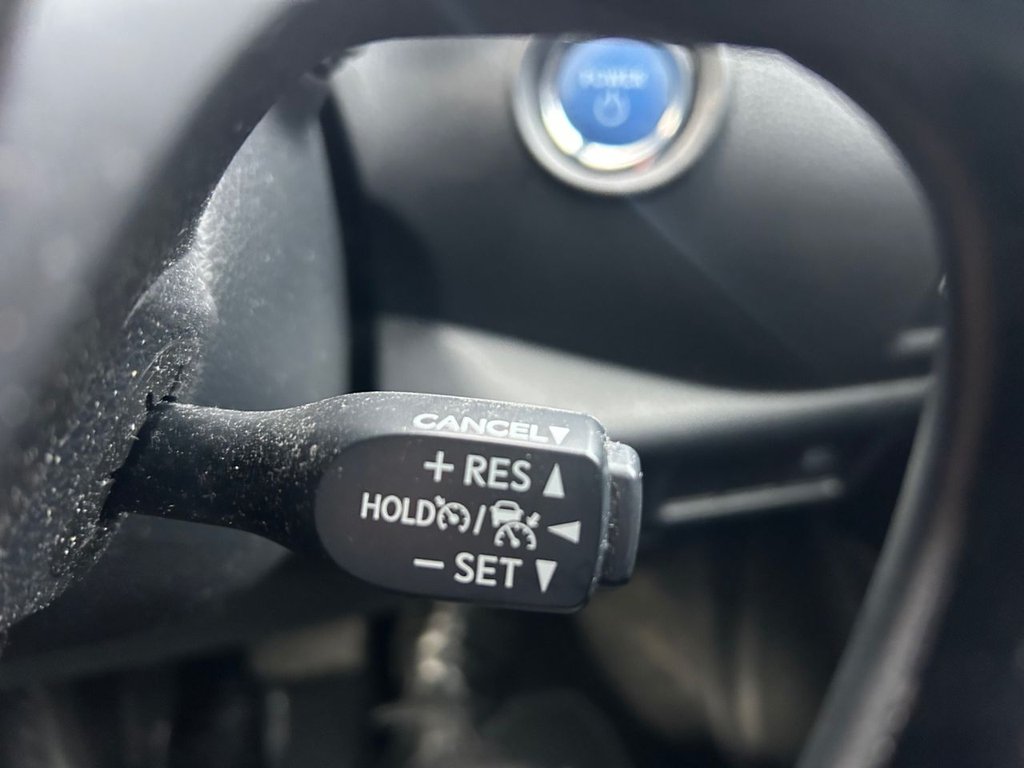 POWER
CANCEL▼
+ RES ▲
HOLD / ◀
− SET ▼